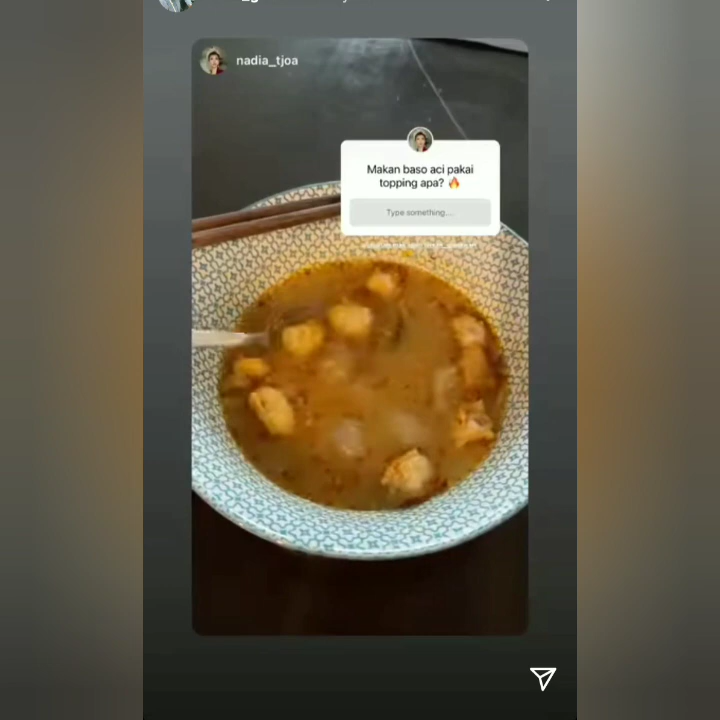 nadia_tjoa
Makan baso aci pakai
topping apa? 🔥
Type something...